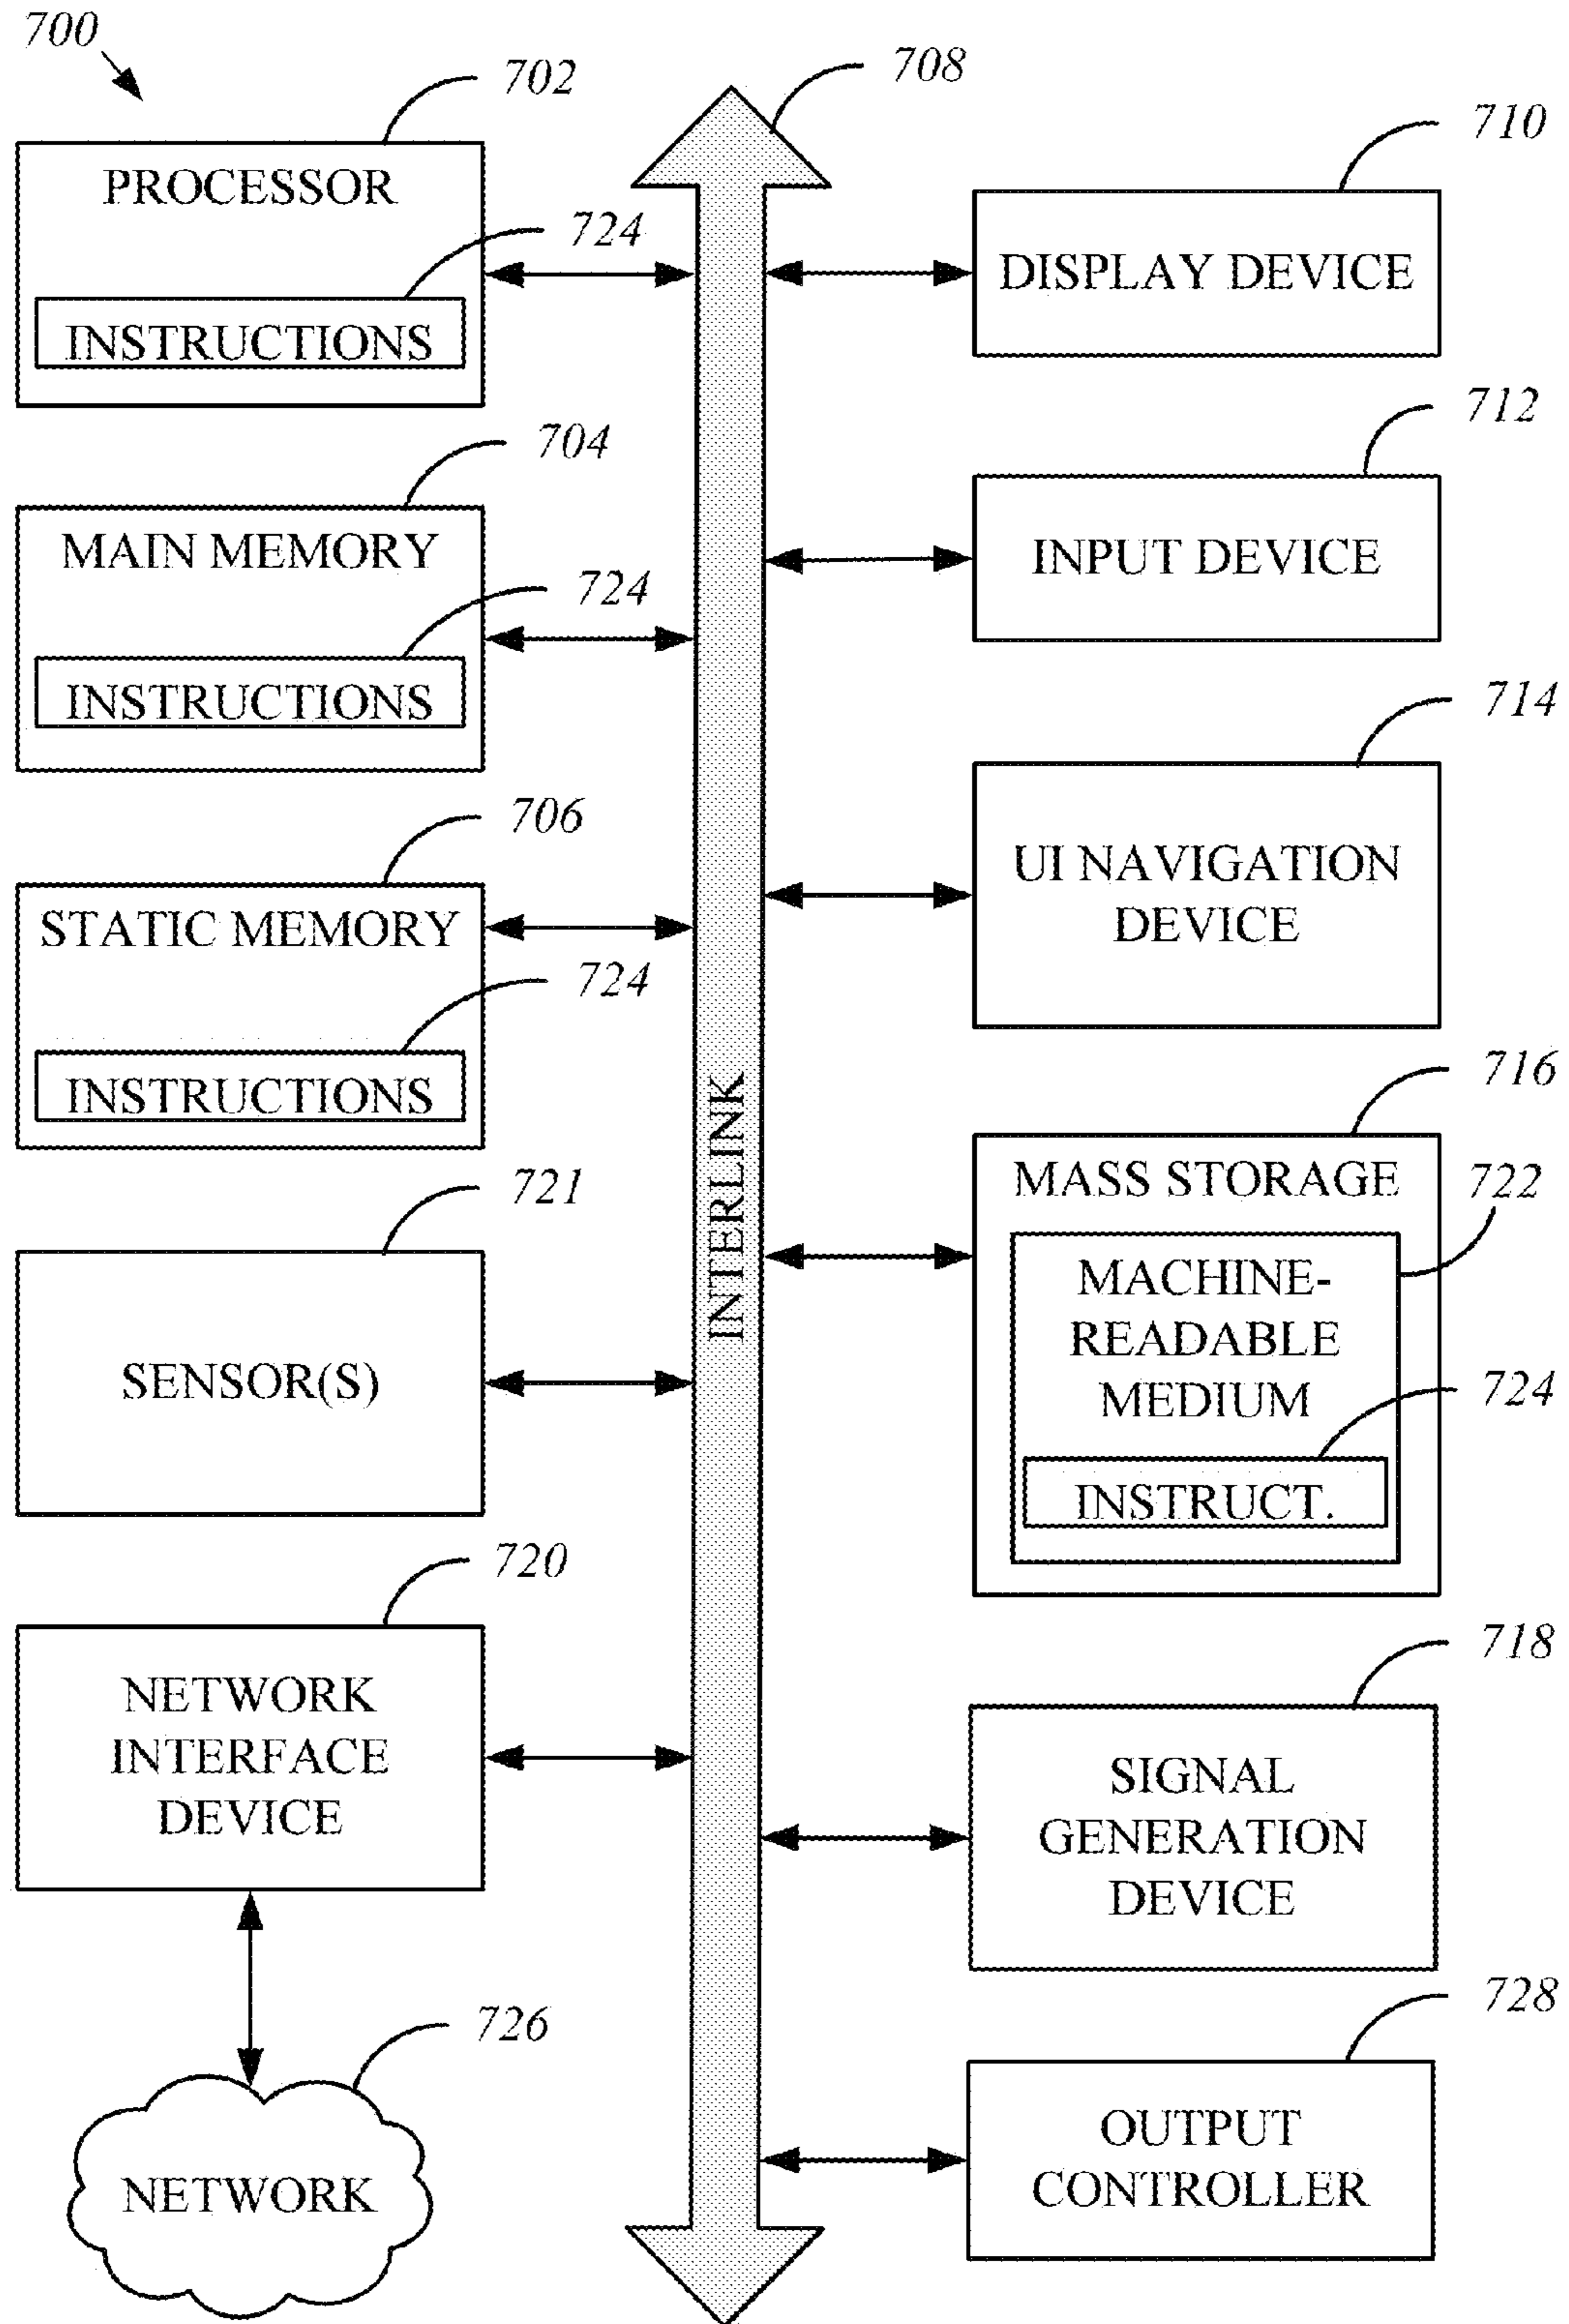 700
702
PROCESSOR
724
INSTRUCTIONS
704
MAIN MEMORY
724
INSTRUCTIONS
706
STATIC MEMORY
724
INSTRUCTIONS
721
SENSOR(S)
720
NETWORK
INTERFACE
DEVICE
726
NETWORK
708
INTERLINK
710
DISPLAY DEVICE
712
INPUT DEVICE
714
UI NAVIGATION
DEVICE
716
MASS STORAGE
722
MACHINE-
READABLE
MEDIUM
724
INSTRUCT.
718
SIGNAL
GENERATION
DEVICE
728
OUTPUT
CONTROLLER